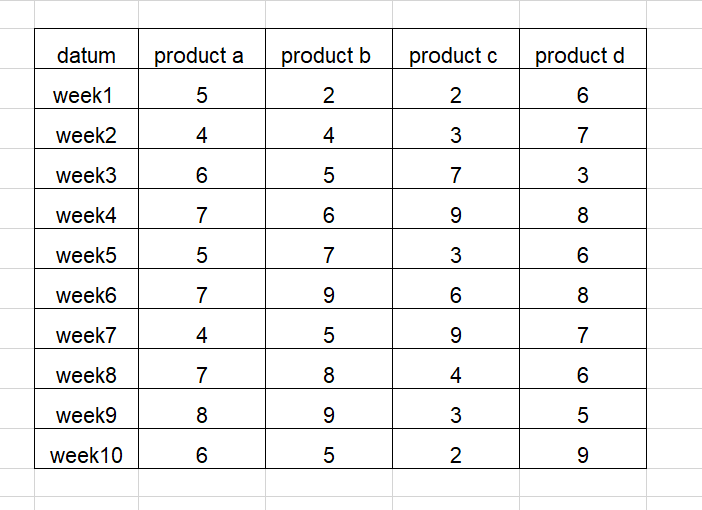 datum product a product b product c product d
week1 5 2 2 6
week2 4 4 3 7
week3 6 5 7 3
week4 7 6 9 8
week5 5 7 3 6
week6 7 9 6 8
week7 4 5 9 7
week8 7 8 4 6
week9 8 9 3 5
week10 6 5 2 9